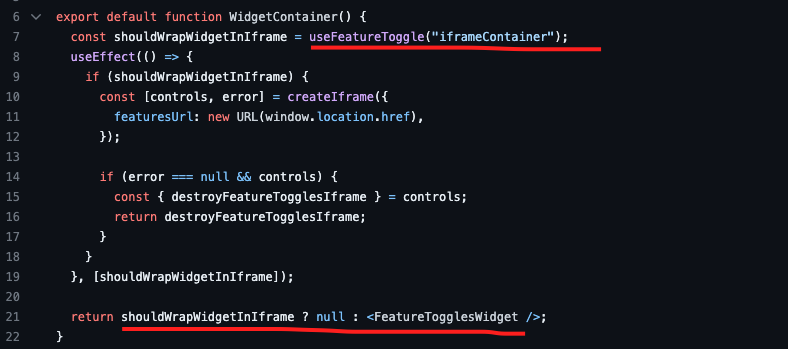 6 export default function WidgetContainer() {
7 const shouldWrapWidgetInIframe = useFeatureToggle("iframeContainer");
8 useEffect(() => {
9 if (shouldWrapWidgetInIframe) {
10 const [controls, error] = createIframe({
11 featuresUrl: new URL(window.location.href),
12 });
13
14 if (error === null && controls) {
15 const { destroyFeatureTogglesIframe } = controls;
16 return destroyFeatureTogglesIframe;
17 }
18 }
19 }, [shouldWrapWidgetInIframe]);
20
21 return shouldWrapWidgetInIframe ? null : <FeatureTogglesWidget />;
22 }